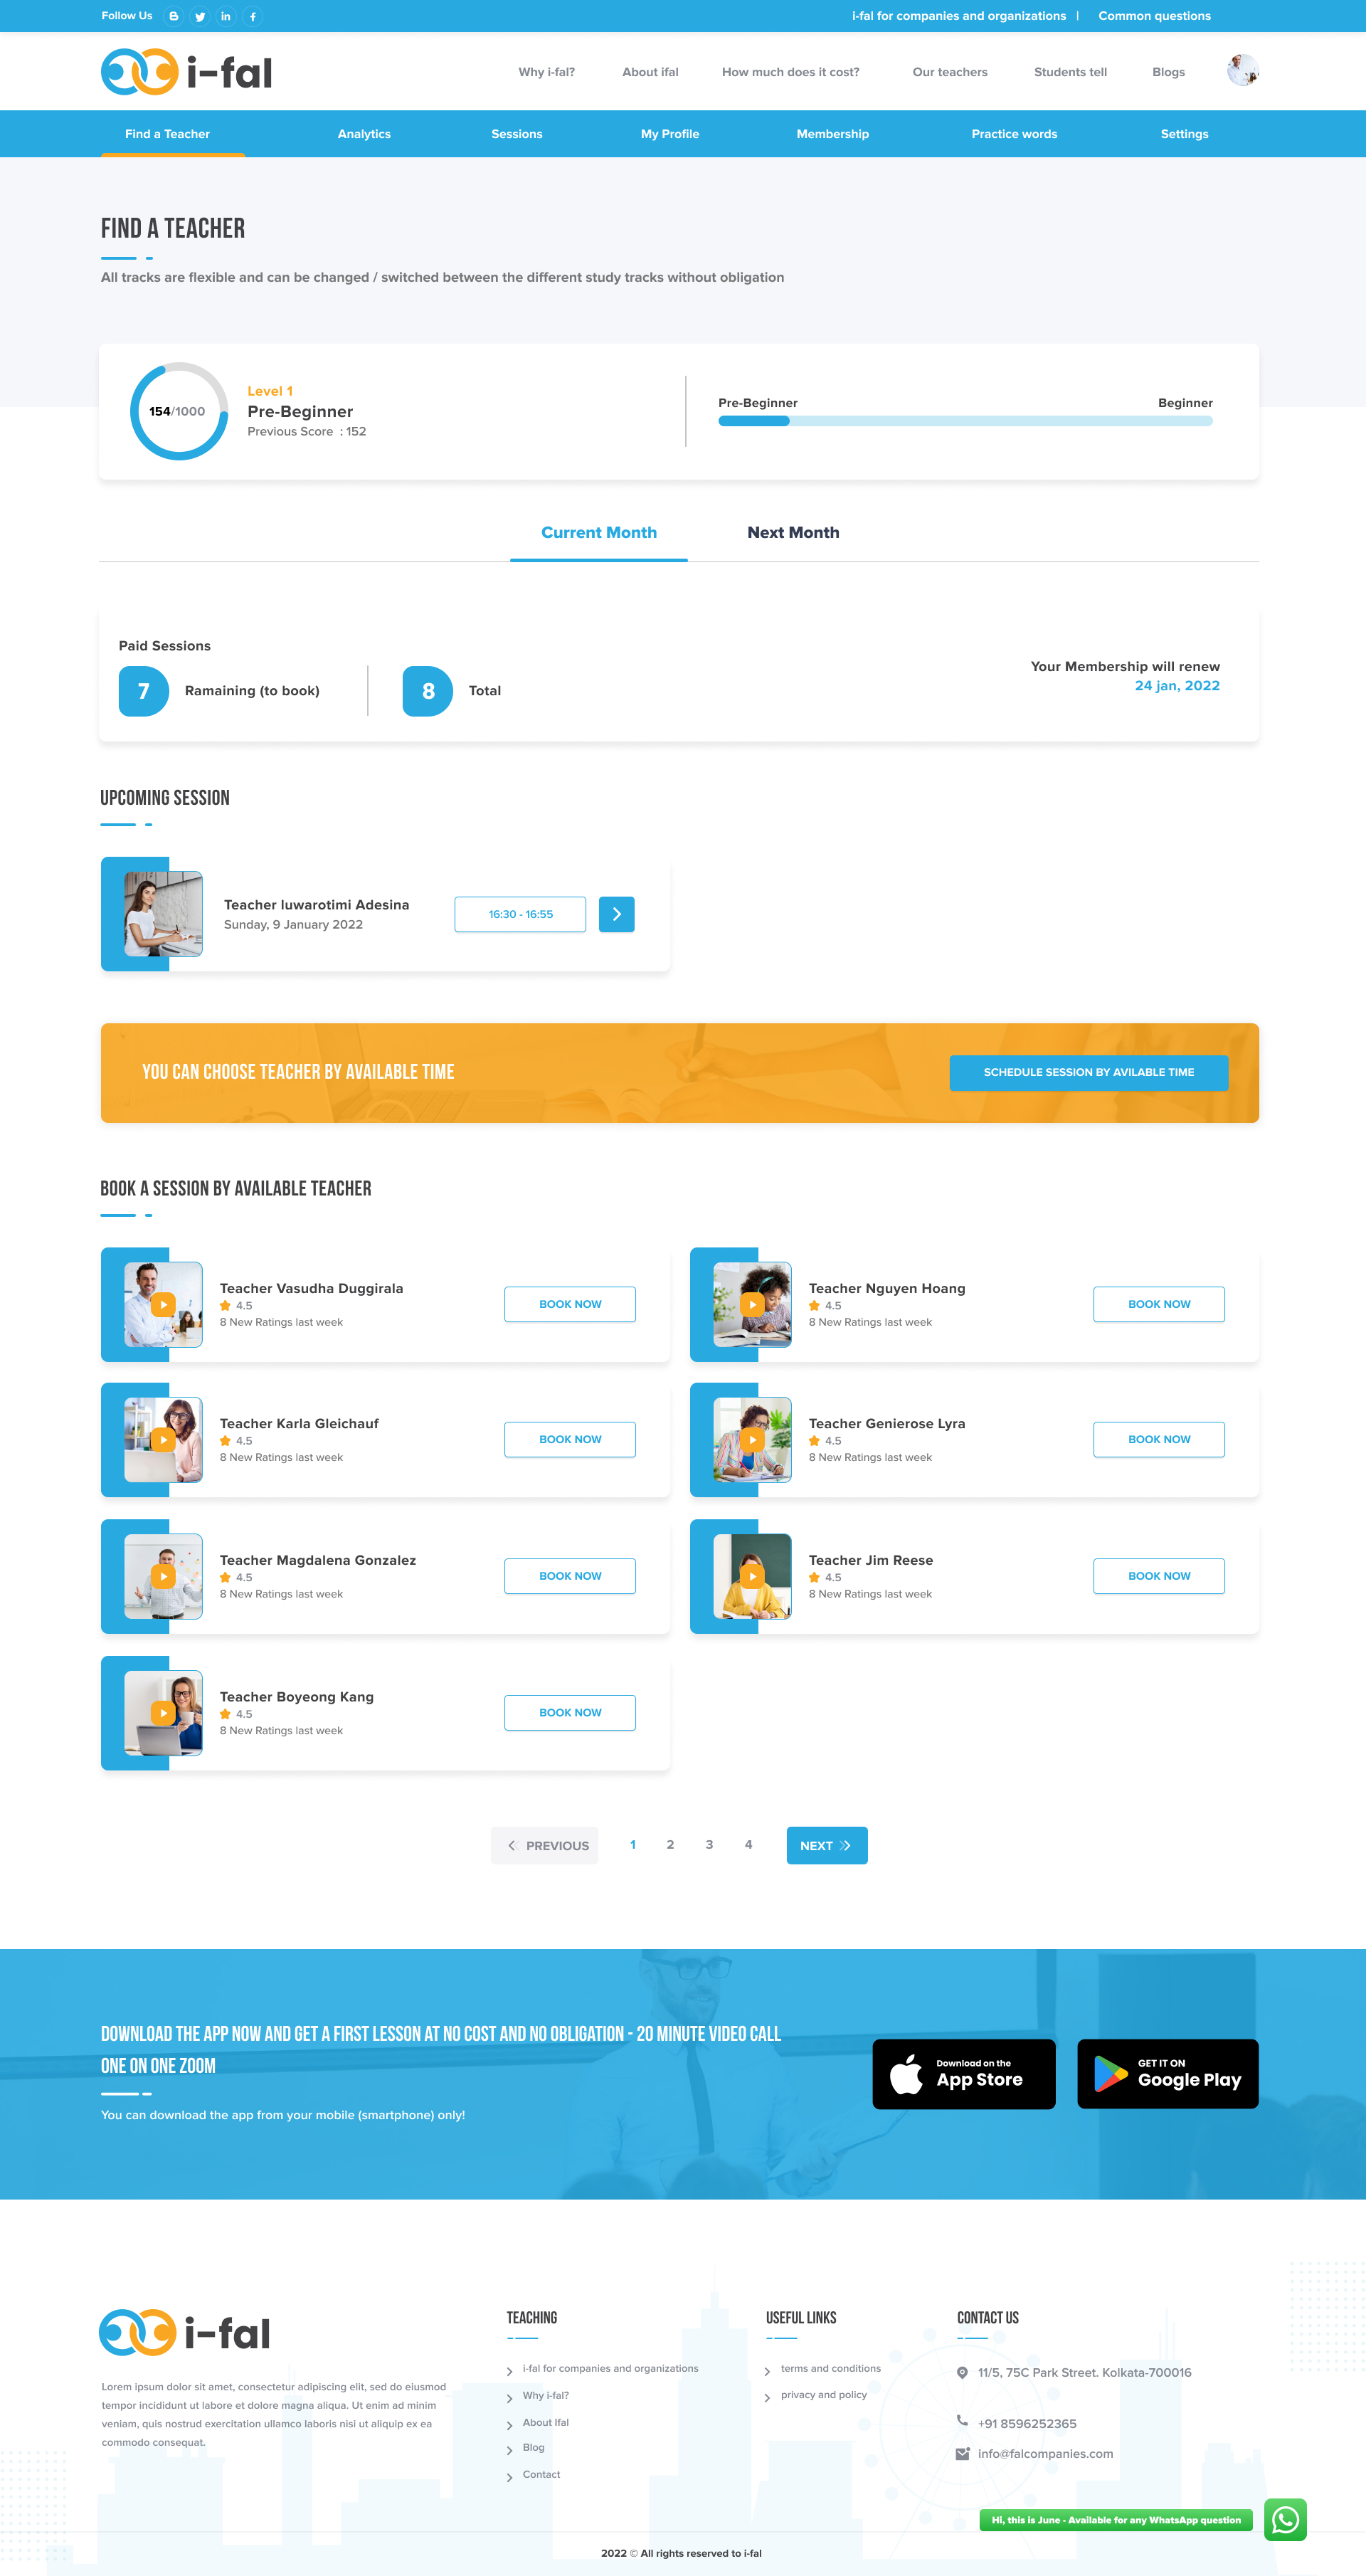 Follow Us
i-fal for companies and organizations | Common questions
i-fal
Why i-fal? About ifal How much does it cost? Our teachers Students tell Blogs
Find a Teacher Analytics Sessions My Profile Membership Practice words Settings
FIND A TEACHER
All tracks are flexible and can be changed / switched between the different study tracks without obligation
154/1000
Level 1
Pre-Beginner
Previous Score : 152
Pre-Beginner Beginner
Current Month Next Month
Paid Sessions
7 Ramaining (to book)
8 Total
Your Membership will renew
24 jan, 2022
UPCOMING SESSION
Teacher luwarotimi Adesina
Sunday, 9 January 2022
16:30 - 16:55
YOU CAN CHOOSE TEACHER BY AVAILABLE TIME
SCHEDULE SESSION BY AVILABLE TIME
BOOK A SESSION BY AVAILABLE TEACHER
Teacher Vasudha Duggirala
4.5
8 New Ratings last week
BOOK NOW
Teacher Nguyen Hoang
4.5
8 New Ratings last week
BOOK NOW
Teacher Karla Gleichauf
4.5
8 New Ratings last week
BOOK NOW
Teacher Genierose Lyra
4.5
8 New Ratings last week
BOOK NOW
Teacher Magdalena Gonzalez
4.5
8 New Ratings last week
BOOK NOW
Teacher Jim Reese
4.5
8 New Ratings last week
BOOK NOW
Teacher Boyeong Kang
4.5
8 New Ratings last week
BOOK NOW
PREVIOUS 1 2 3 4 NEXT
DOWNLOAD THE APP NOW AND GET A FIRST LESSON AT NO COST AND NO OBLIGATION - 20 MINUTE VIDEO CALL
ONE ON ONE ZOOM
You can download the app from your mobile (smartphone) only!
Download on the
App Store
GET IT ON
Google Play
i-fal
Lorem ipsum dolor sit amet, consectetur adipiscing elit, sed do eiusmod
tempor incididunt ut labore et dolore magna aliqua. Ut enim ad minim
veniam, quis nostrud exercitation ullamco laboris nisi ut aliquip ex ea
commodo consequat.
TEACHING
i-fal for companies and organizations
Why i-fal?
About Ifal
Blog
Contact
USEFUL LINKS
terms and conditions
privacy and policy
CONTACT US
11/5, 75C Park Street. Kolkata-700016
+91 8596252365
info@falcompanies.com
Hi, this is June - Available for any WhatsApp question
2022 © All rights reserved to i-fal